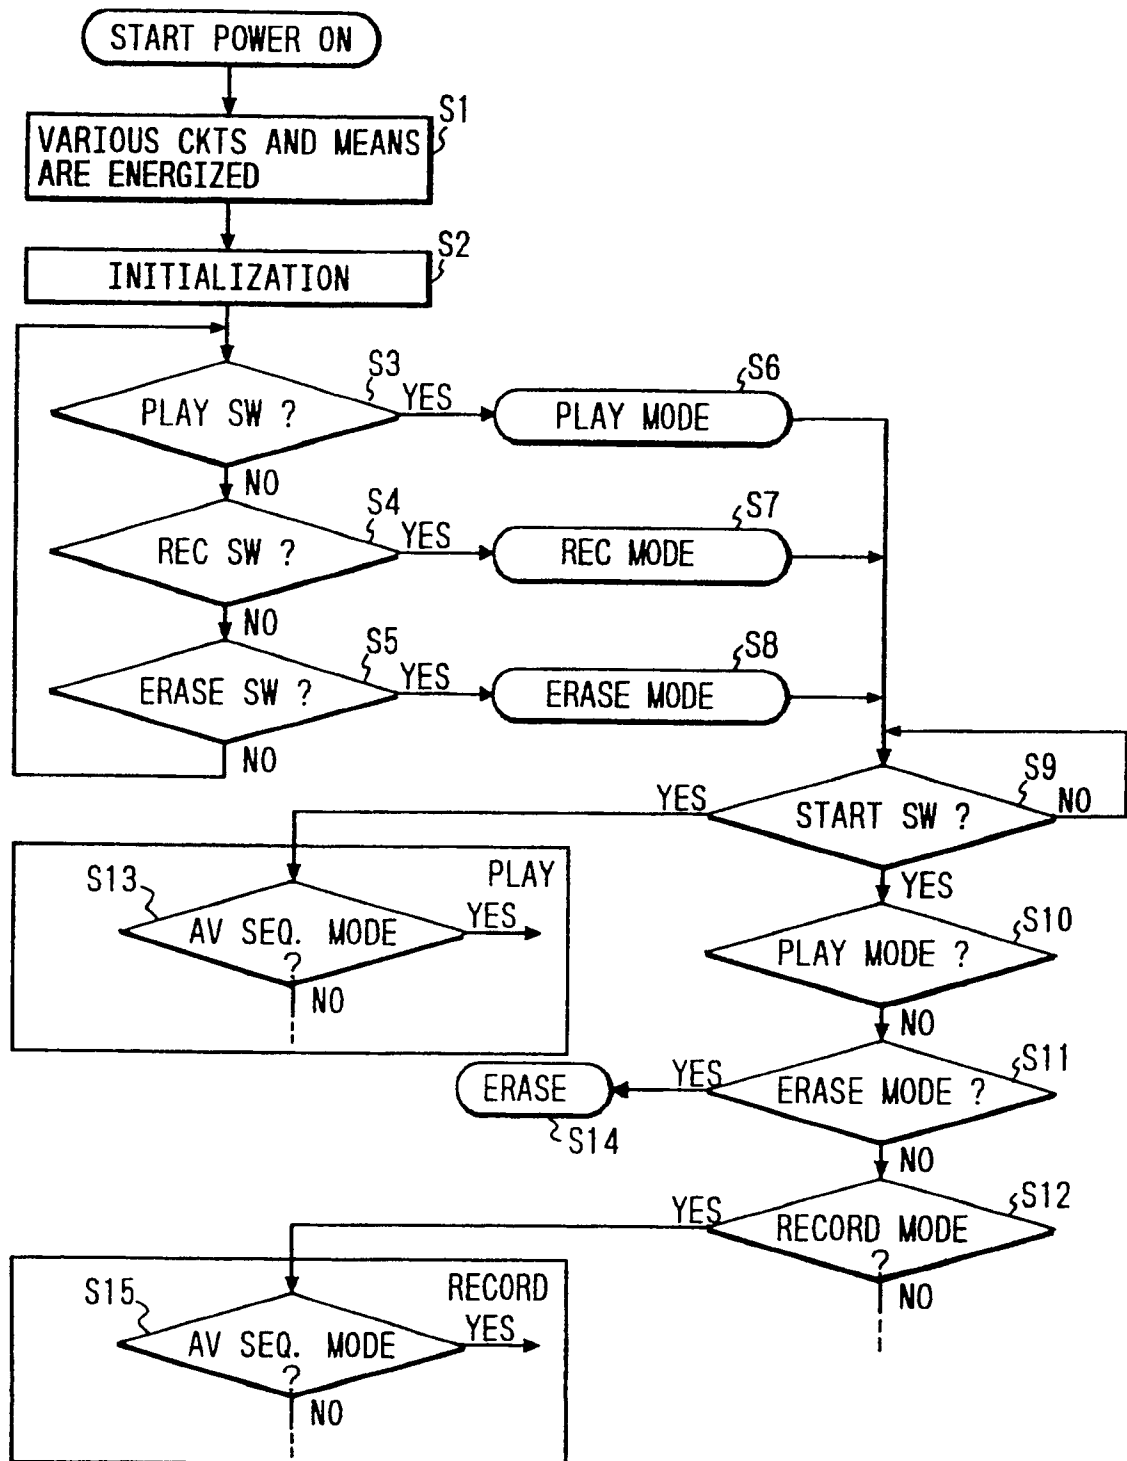 START POWER ON
S1
VARIOUS CKTS AND MEANS
ARE ENERGIZED
S2
INITIALIZATION
S3
PLAY SW ?
YES
S6
PLAY MODE
NO
S4
REC SW ?
YES
S7
REC MODE
NO
S5
ERASE SW ?
YES
S8
ERASE MODE
NO
S9
START SW ?
YES
NO
YES
PLAY
S13
AV SEQ. MODE
?
YES
NO
S10
PLAY MODE ?
NO
S11
ERASE MODE ?
YES
ERASE
S14
NO
S12
RECORD MODE
?
YES
NO
RECORD
S15
AV SEQ. MODE
?
YES
NO